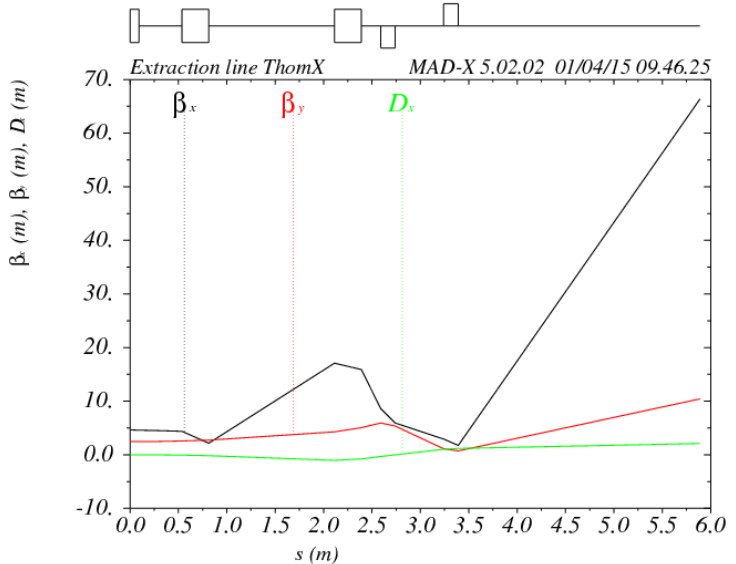 Extraction line ThomX MAD-X 5.02.02 01/04/15 09.46.25
70.
60.
50.
40.
30.
20.
10.
0.0
-10.
βx (m), βy (m), Dx (m)
βx βy Dx
0.0 0.5 1.0 1.5 2.0 2.5 3.0 3.5 4.0 4.5 5.0 5.5 6.0
s (m)